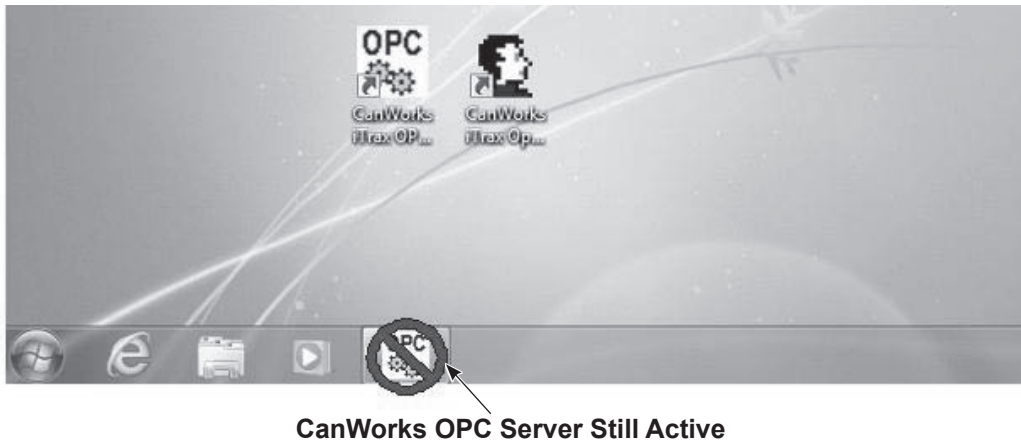 OPC
CanWorks CanWorks
iTrax OP... iTrax Op...
OPC
CanWorks OPC Server Still Active